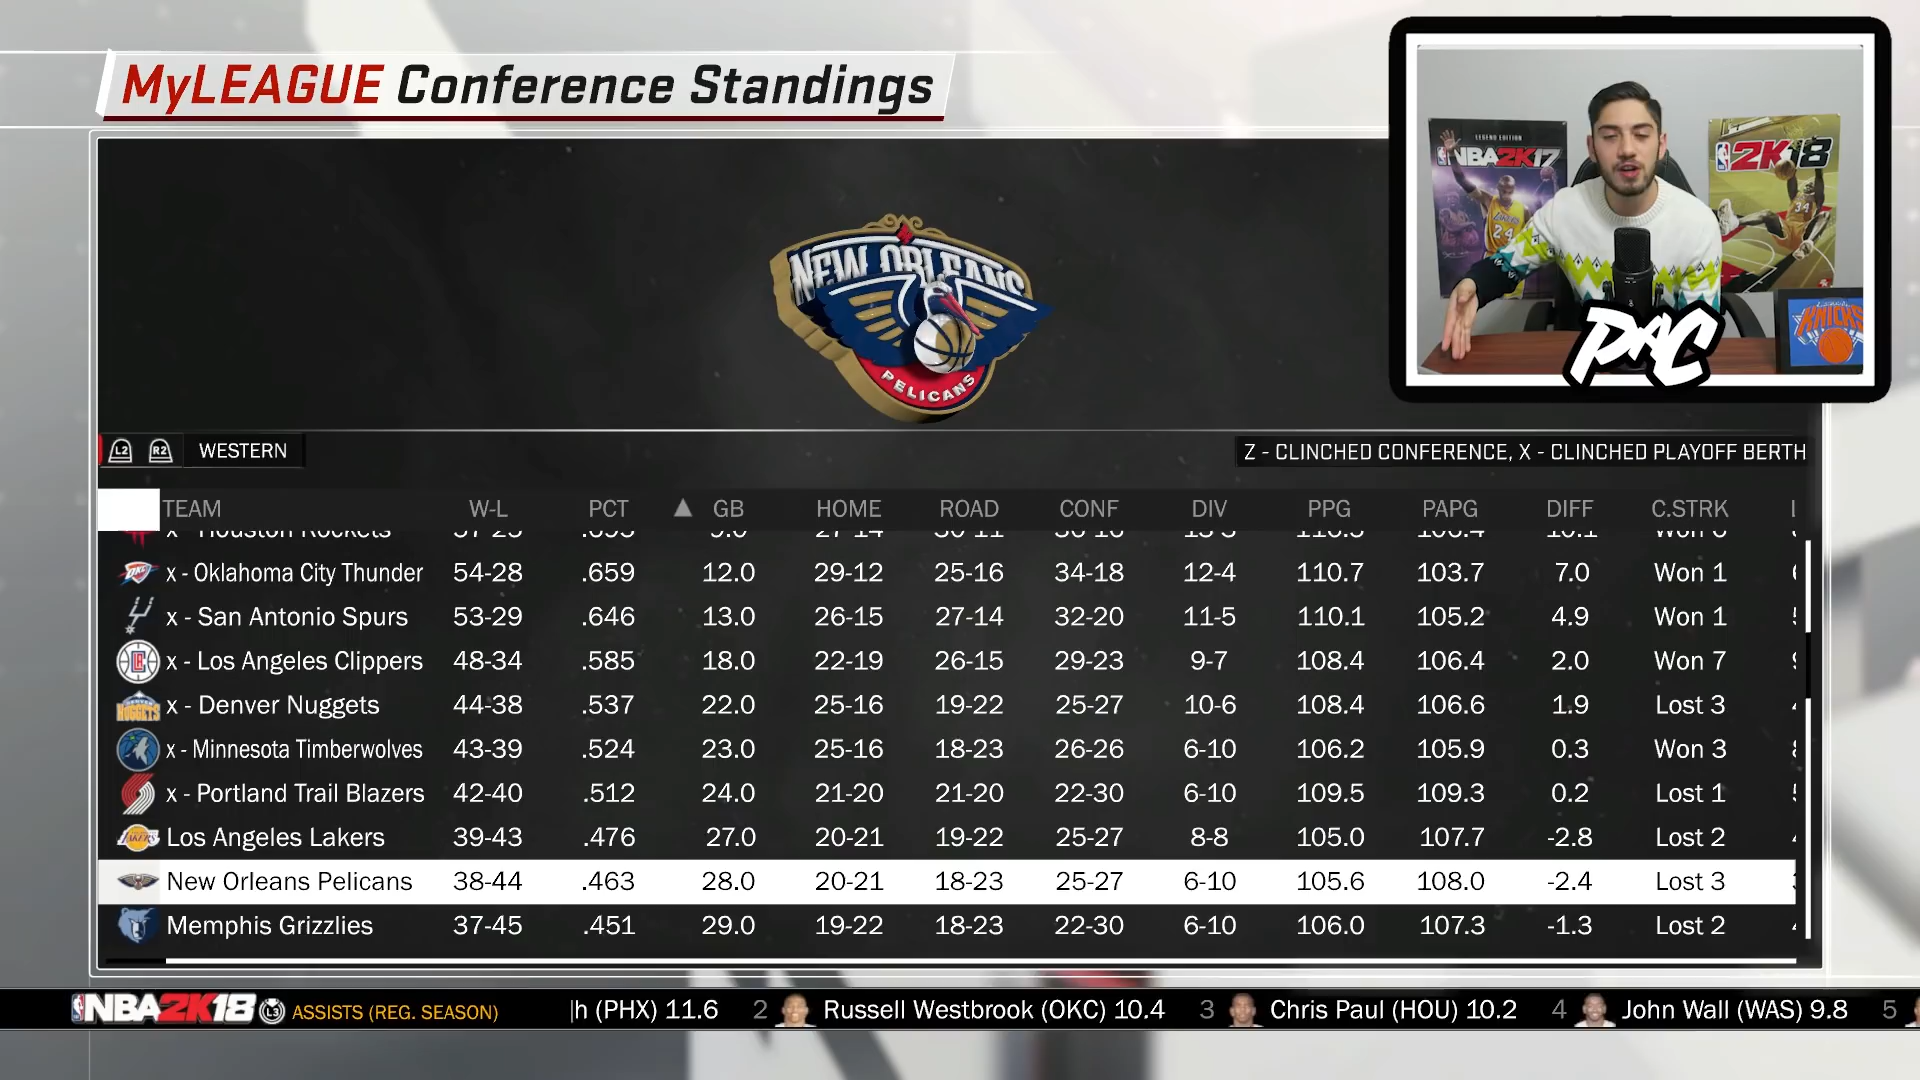 MyLEAGUE Conference Standings
LEGEND EDITION
NBA2K17
2K18
LAKERS
24
34
KNICKS
PAC
NEW ORLEANS
PELICANS
L2 R2 WESTERN
Z - CLINCHED CONFERENCE, X - CLINCHED PLAYOFF BERTH
TEAM W-L PCT GB HOME ROAD CONF DIV PPG PAPG DIFF C.STRK
x - Houston Rockets
x - Oklahoma City Thunder 54-28 .659 12.0 29-12 25-16 34-18 12-4 110.7 103.7 7.0 Won 1
x - San Antonio Spurs 53-29 .646 13.0 26-15 27-14 32-20 11-5 110.1 105.2 4.9 Won 1
x - Los Angeles Clippers 48-34 .585 18.0 22-19 26-15 29-23 9-7 108.4 106.4 2.0 Won 7
x - Denver Nuggets 44-38 .537 22.0 25-16 19-22 25-27 10-6 108.4 106.6 1.9 Lost 3
x - Minnesota Timberwolves 43-39 .524 23.0 25-16 18-23 26-26 6-10 106.2 105.9 0.3 Won 3
x - Portland Trail Blazers 42-40 .512 24.0 21-20 21-20 22-30 6-10 109.5 109.3 0.2 Lost 1
Los Angeles Lakers 39-43 .476 27.0 20-21 19-22 25-27 8-8 105.0 107.7 -2.8 Lost 2
New Orleans Pelicans 38-44 .463 28.0 20-21 18-23 25-27 6-10 105.6 108.0 -2.4 Lost 3
Memphis Grizzlies 37-45 .451 29.0 19-22 18-23 22-30 6-10 106.0 107.3 -1.3 Lost 2
NBA2K18 L3 ASSISTS (REG. SEASON) h (PHX) 11.6 2 Russell Westbrook (OKC) 10.4 3 Chris Paul (HOU) 10.2 4 John Wall (WAS) 9.8 5